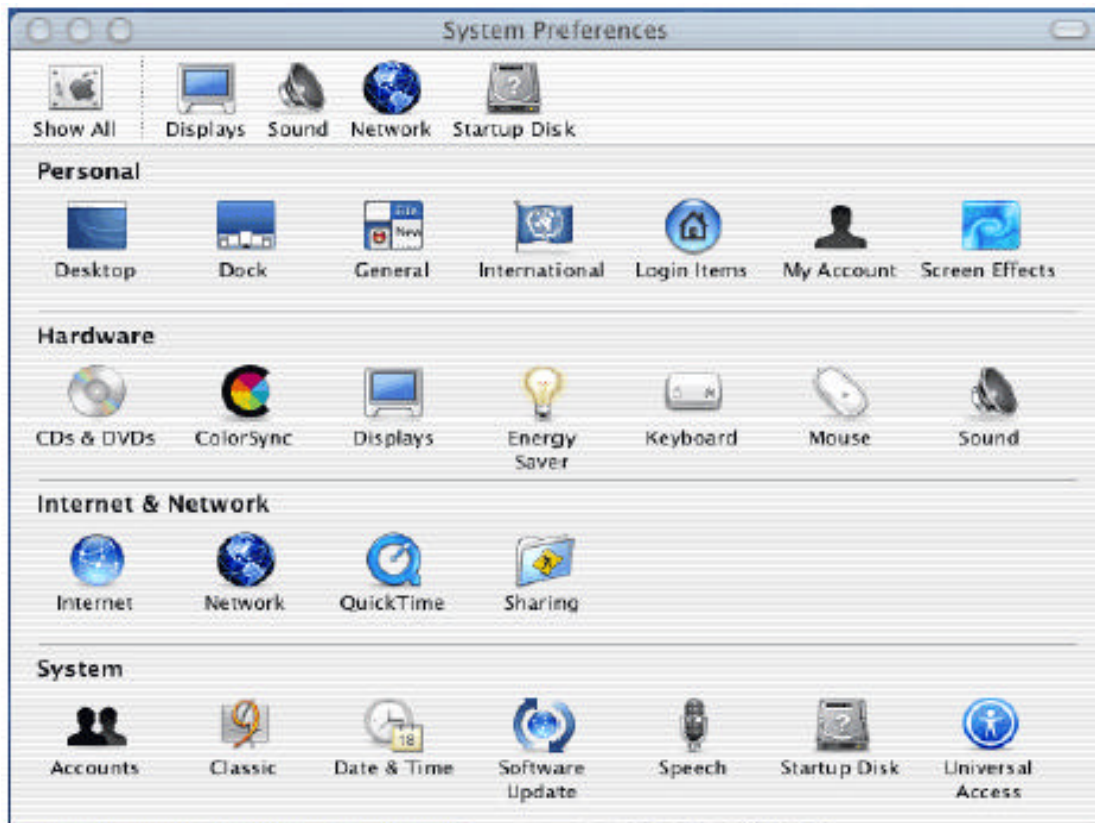 System Preferences
Show All Displays Sound Network Startup Disk
Personal
Desktop Dock General International Login Items My Account Screen Effects
Hardware
CDs & DVDs ColorSync Displays Energy Saver Keyboard Mouse Sound
Internet & Network
Internet Network QuickTime Sharing
System
Accounts Classic Date & Time Software Update Speech Startup Disk Universal Access